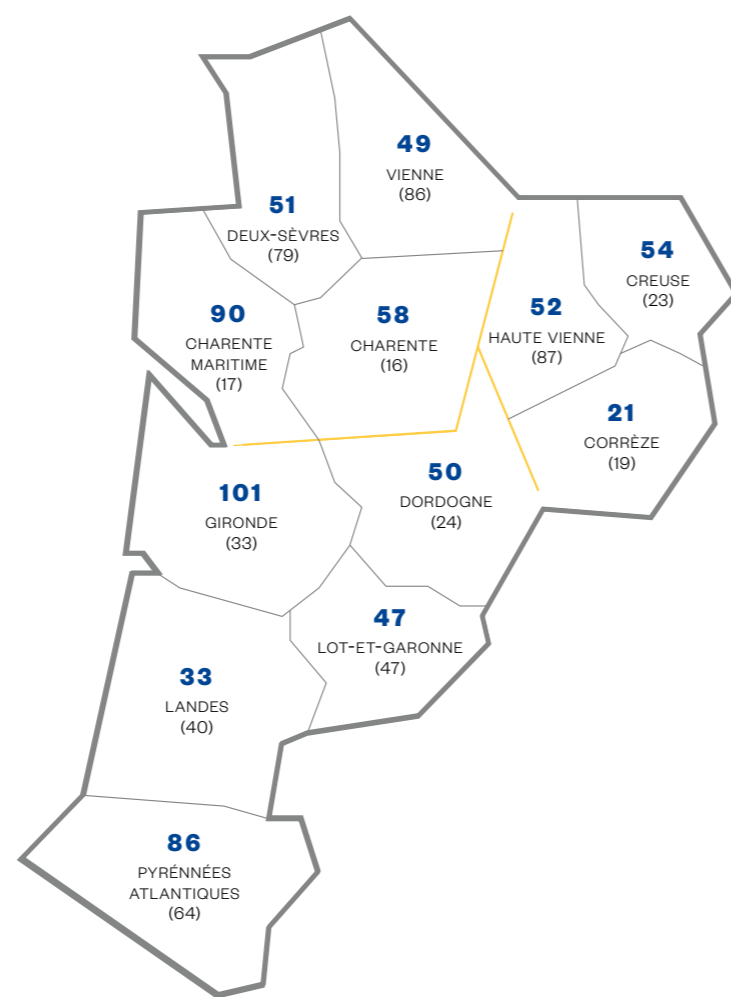 49
VIENNE
(86)
51
DEUX-SÈVRES
(79)
54
CREUSE
(23)
90
CHARENTE
MARITIME
(17)
58
CHARENTE
(16)
52
HAUTE VIENNE
(87)
21
CORRÈZE
(19)
101
GIRONDE
(33)
50
DORDOGNE
(24)
47
LOT-ET-GARONNE
(47)
33
LANDES
(40)
86
PYRÉNNÉES
ATLANTIQUES
(64)